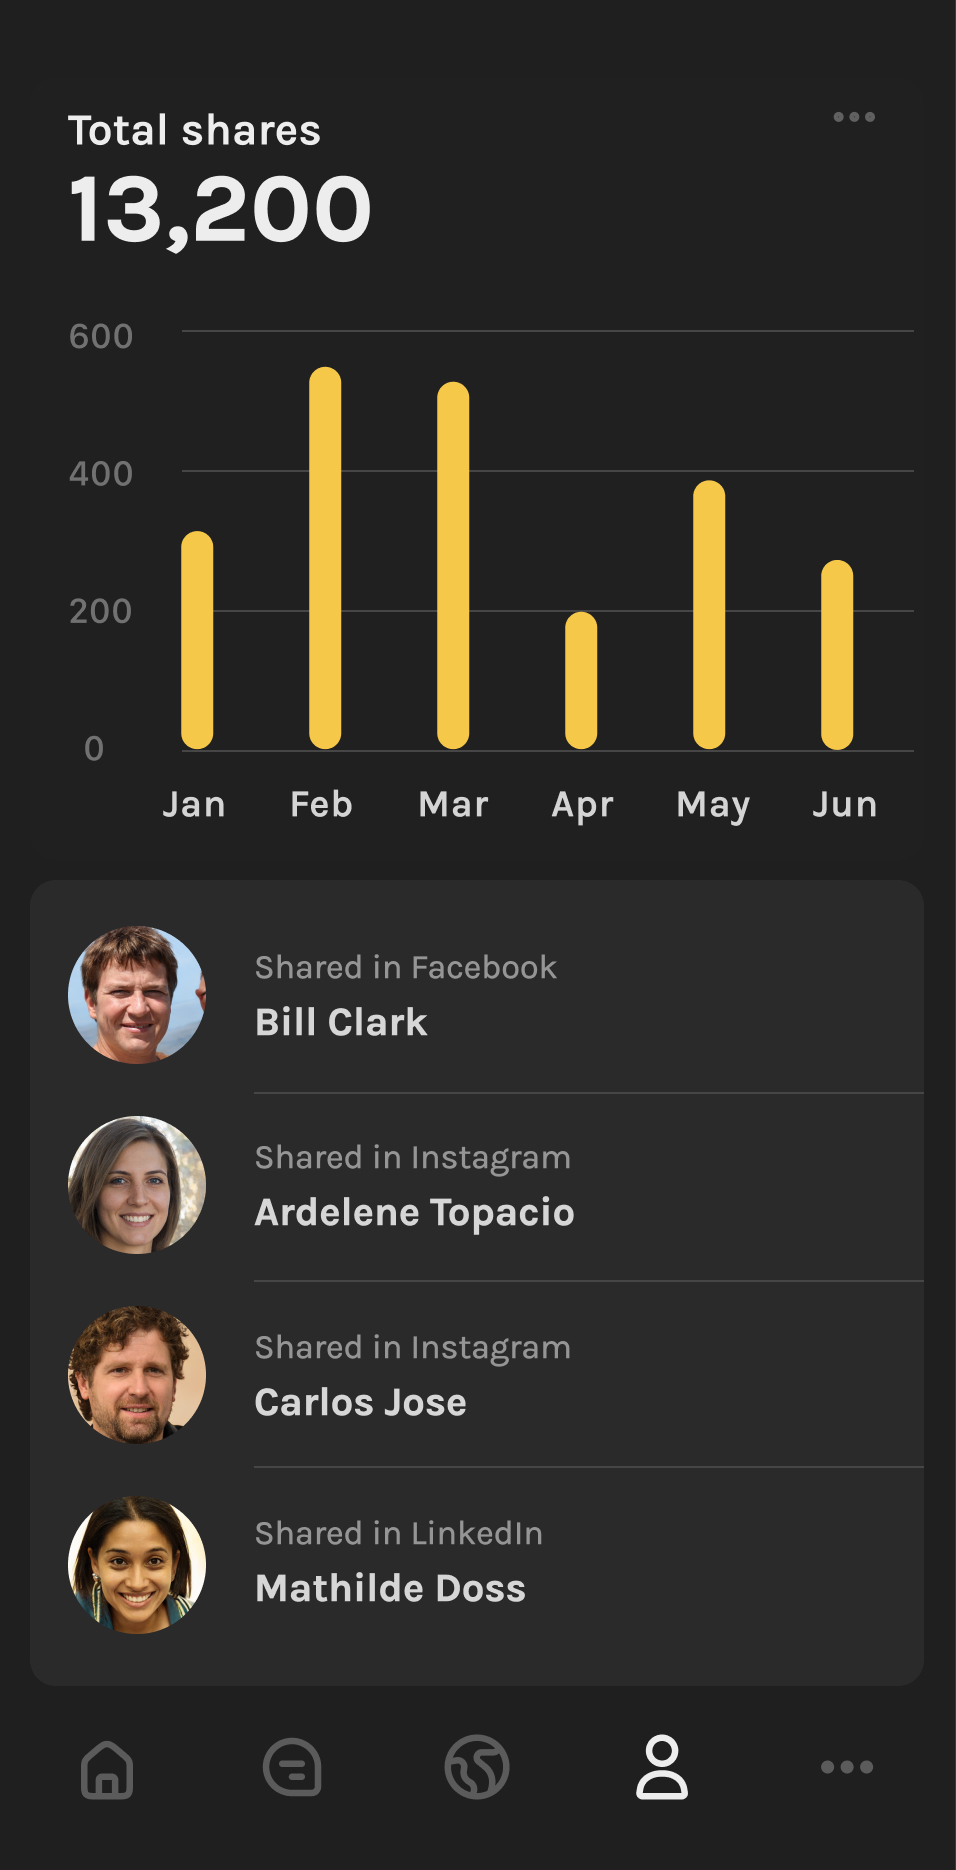 Total shares
13,200
600
400
200
0
Jan Feb Mar Apr May Jun
Shared in Facebook
Bill Clark
Shared in Instagram
Ardelene Topacio
Shared in Instagram
Carlos Jose
Shared in LinkedIn
Mathilde Doss